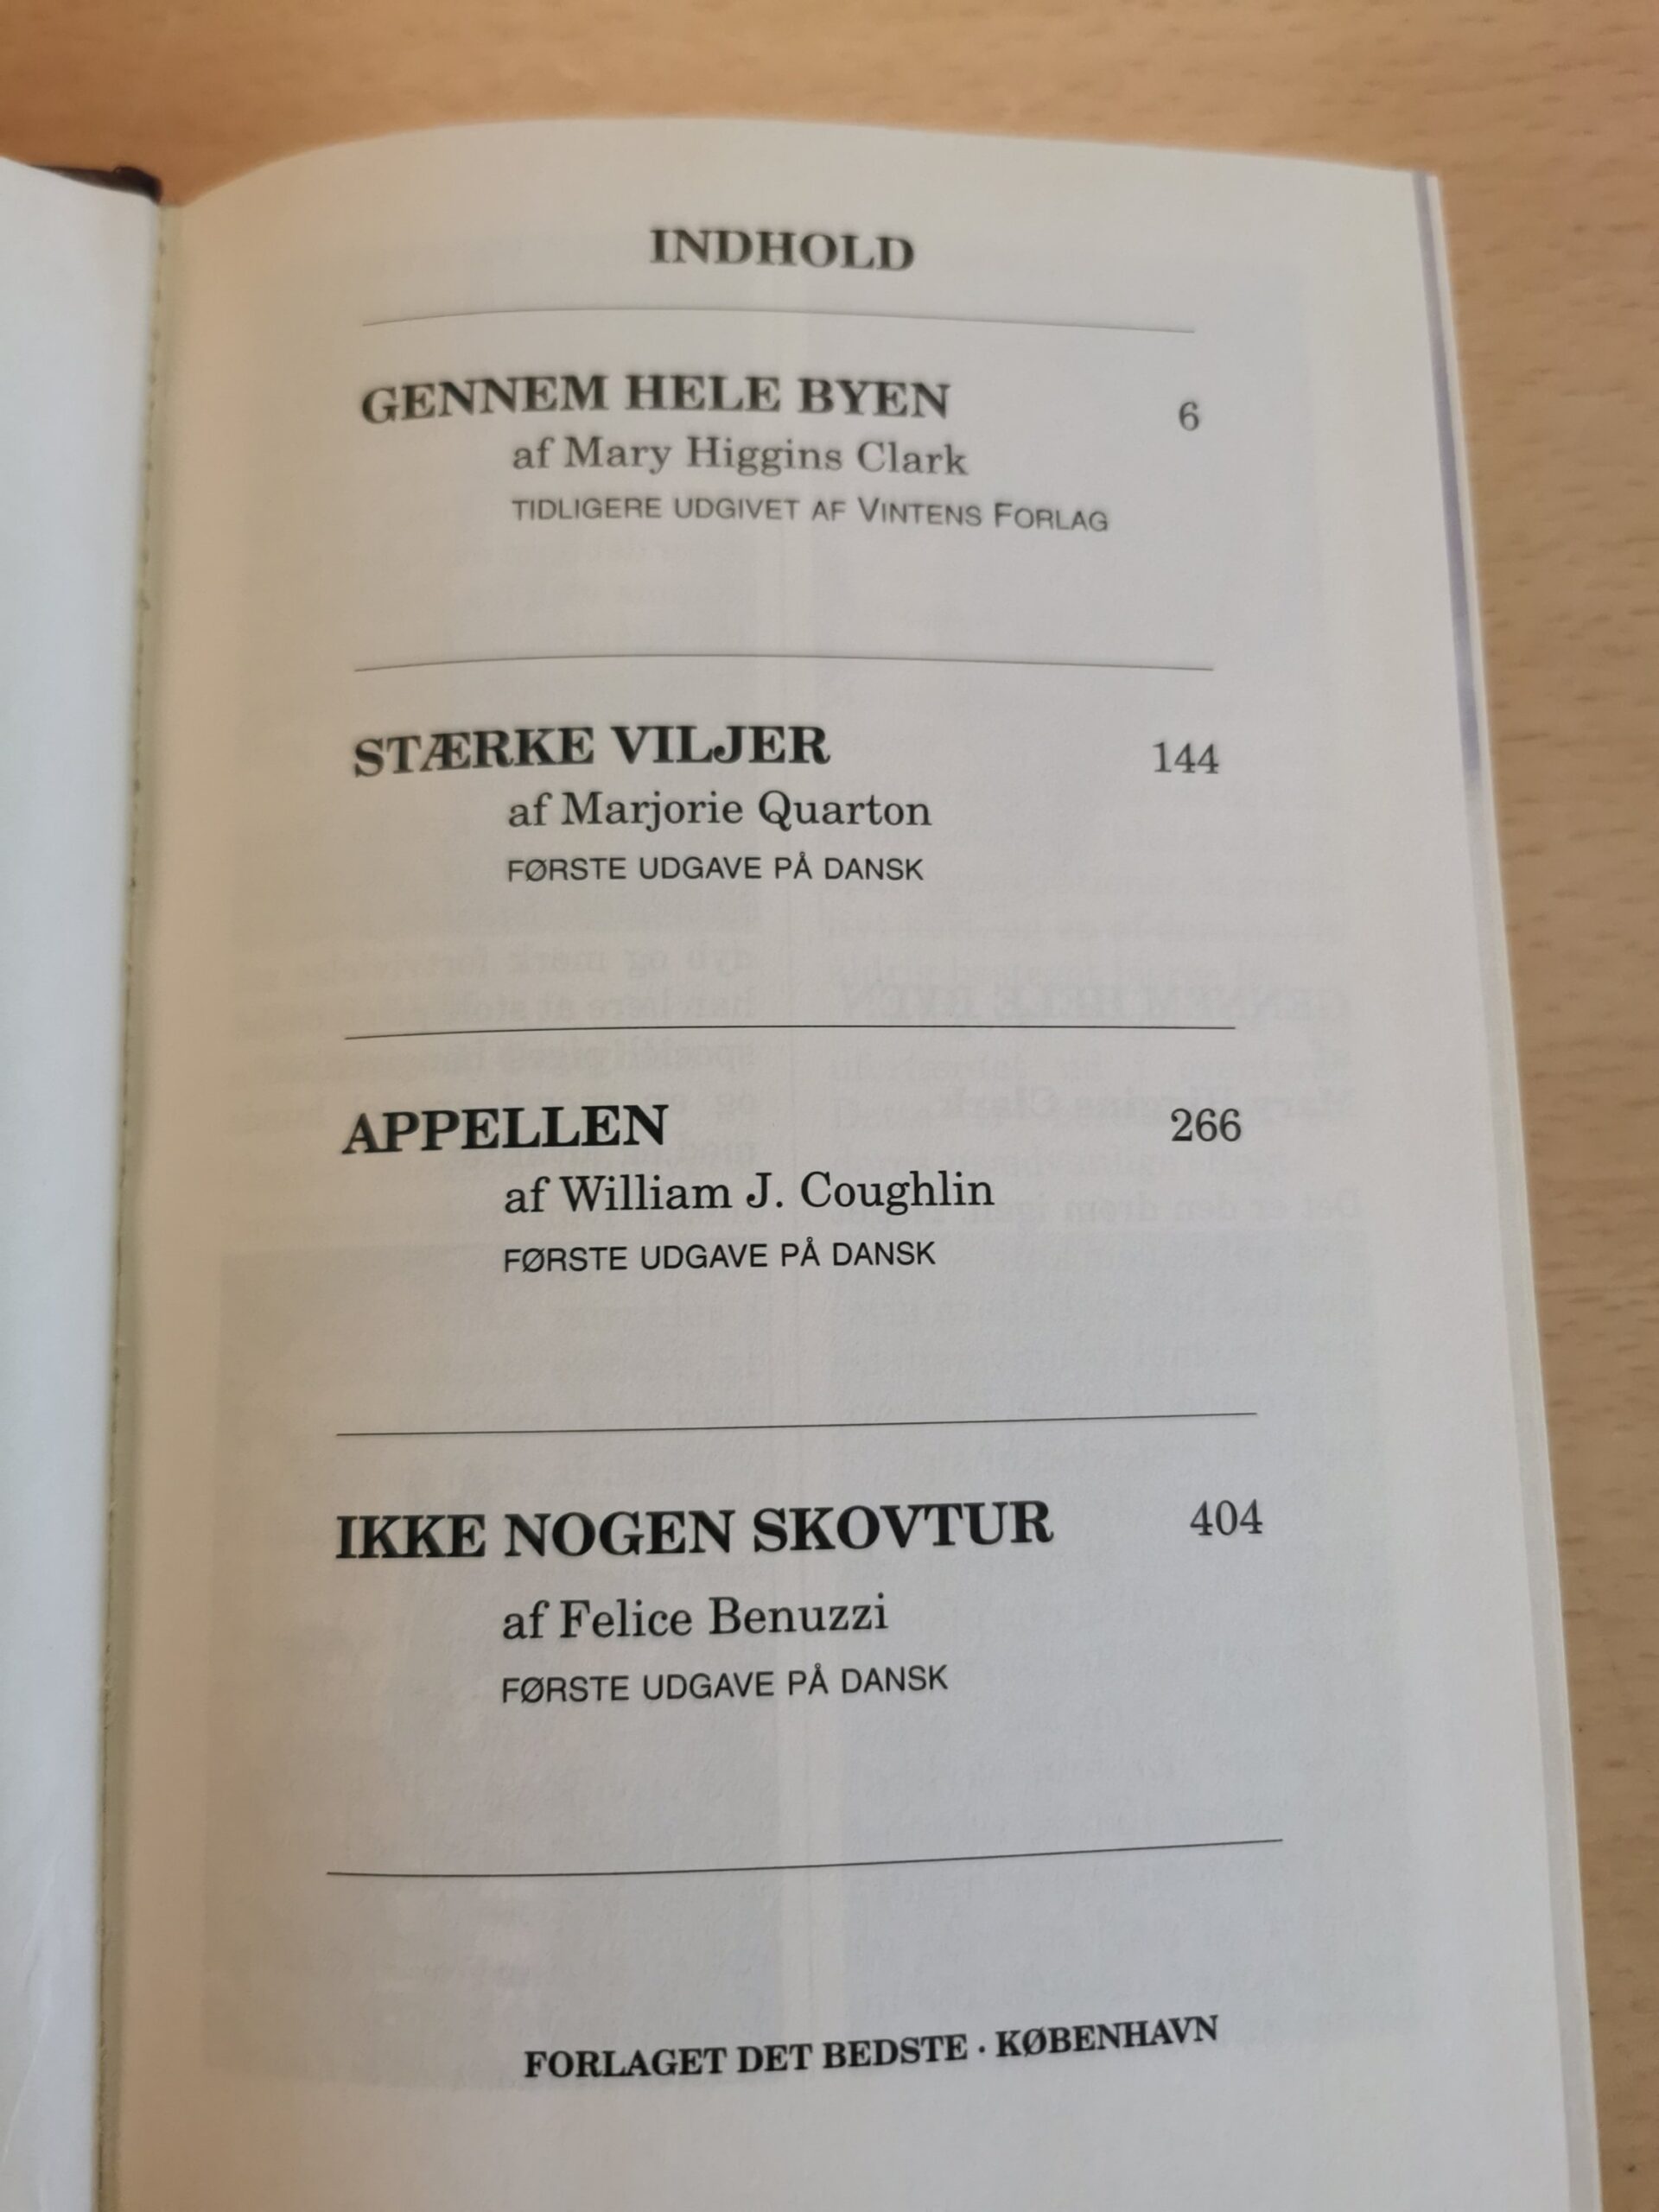 INDHOLD
GENNEM HELE BYEN 6
af Mary Higgins Clark
TIDLIGERE UDGIVET AF VINTENS FORLAG
STÆRKE VILJER 144
af Marjorie Quarton
FØRSTE UDGAVE PÅ DANSK
APPELLEN 266
af William J. Coughlin
FØRSTE UDGAVE PÅ DANSK
IKKE NOGEN SKOVTUR 404
af Felice Benuzzi
FØRSTE UDGAVE PÅ DANSK
FORLAGET DET BEDSTE · KØBENHAVN